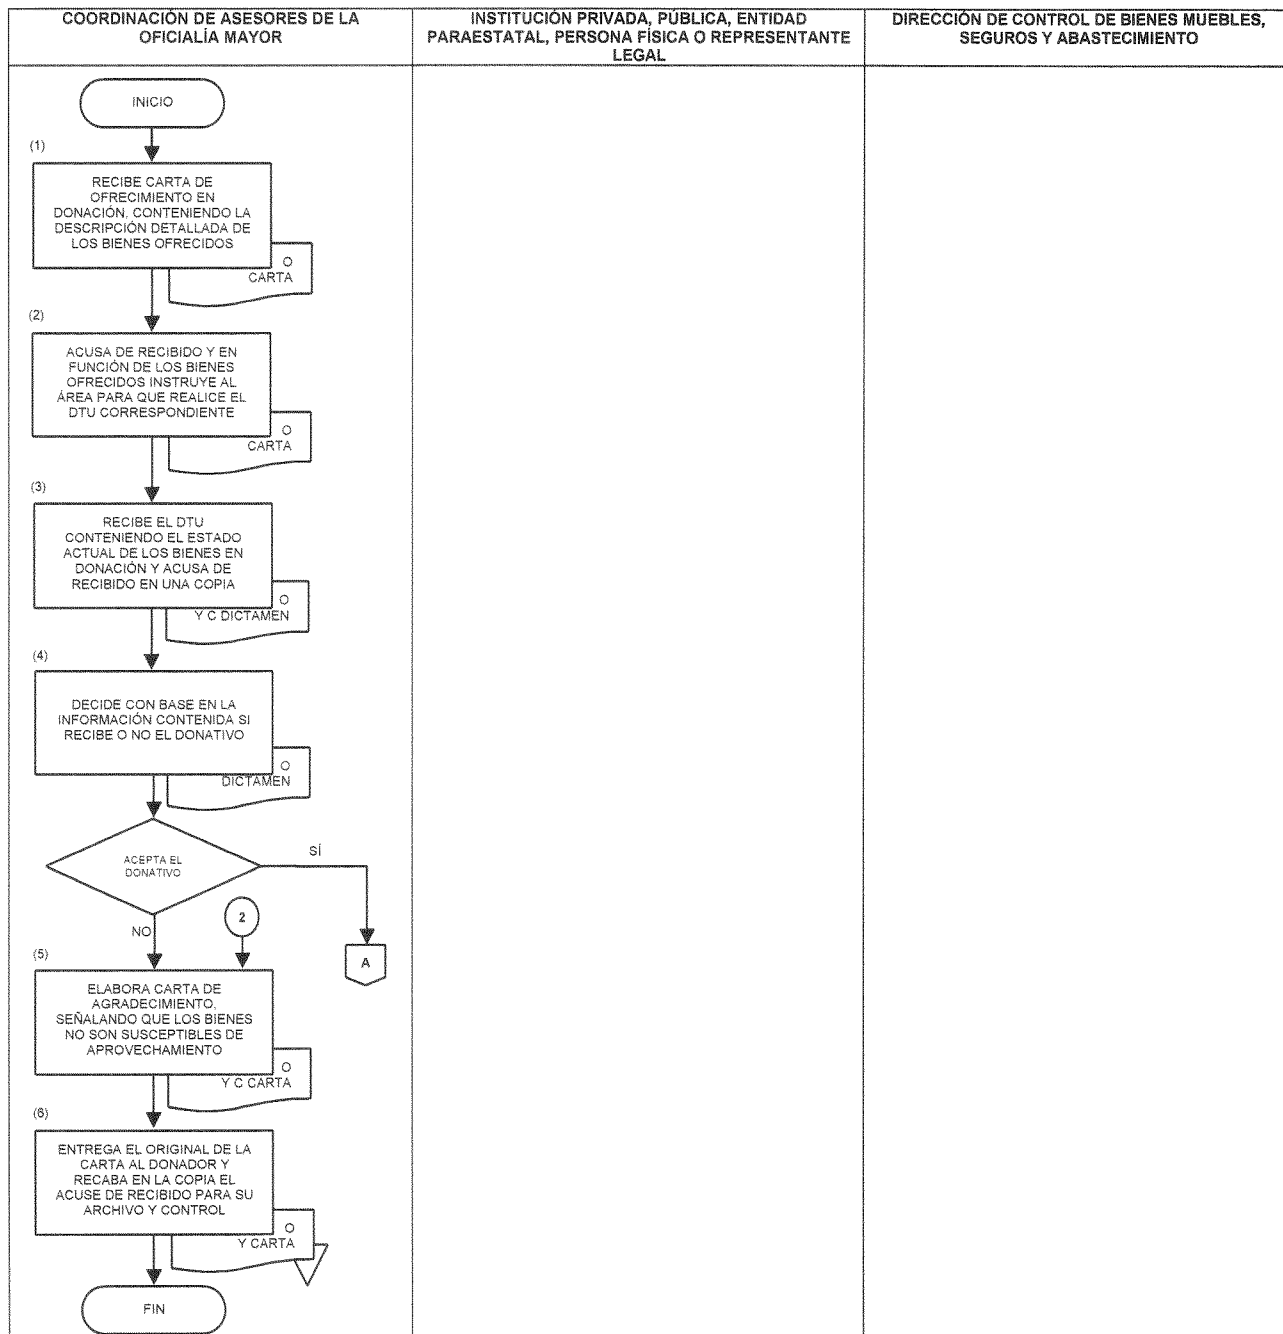 COORDINACIÓN DE ASESORES DE LA
OFICIALÍA MAYOR
INSTITUCIÓN PRIVADA, PÚBLICA, ENTIDAD
PARAESTATAL, PERSONA FÍSICA O REPRESENTANTE
LEGAL
DIRECCIÓN DE CONTROL DE BIENES MUEBLES,
SEGUROS Y ABASTECIMIENTO
INICIO
(1)
RECIBE CARTA DE
OFRECIMIENTO EN
DONACIÓN, CONTENIENDO LA
DESCRIPCIÓN DETALLADA DE
LOS BIENES OFRECIDOS
O
CARTA
(2)
ACUSA DE RECIBIDO Y EN
FUNCIÓN DE LOS BIENES
OFRECIDOS INSTRUYE AL
ÁREA PARA QUE REALICE EL
DTU CORRESPONDIENTE
O
CARTA
(3)
RECIBE EL DTU
CONTENIENDO EL ESTADO
ACTUAL DE LOS BIENES EN
DONACIÓN Y ACUSA DE
RECIBIDO EN UNA COPIA
O
Y C DICTAMEN
(4)
DECIDE CON BASE EN LA
INFORMACIÓN CONTENIDA SI
RECIBE O NO EL DONATIVO
O
DICTAMEN
ACEPTA EL
DONATIVO
SÍ
NO
2
A
(5)
ELABORA CARTA DE
AGRADECIMIENTO,
SEÑALANDO QUE LOS BIENES
NO SON SUSCEPTIBLES DE
APROVECHAMIENTO
O
Y C CARTA
(6)
ENTREGA EL ORIGINAL DE LA
CARTA AL DONADOR Y
RECABA EN LA COPIA EL
ACUSE DE RECIBIDO PARA SU
ARCHIVO Y CONTROL
O
Y CARTA
FIN